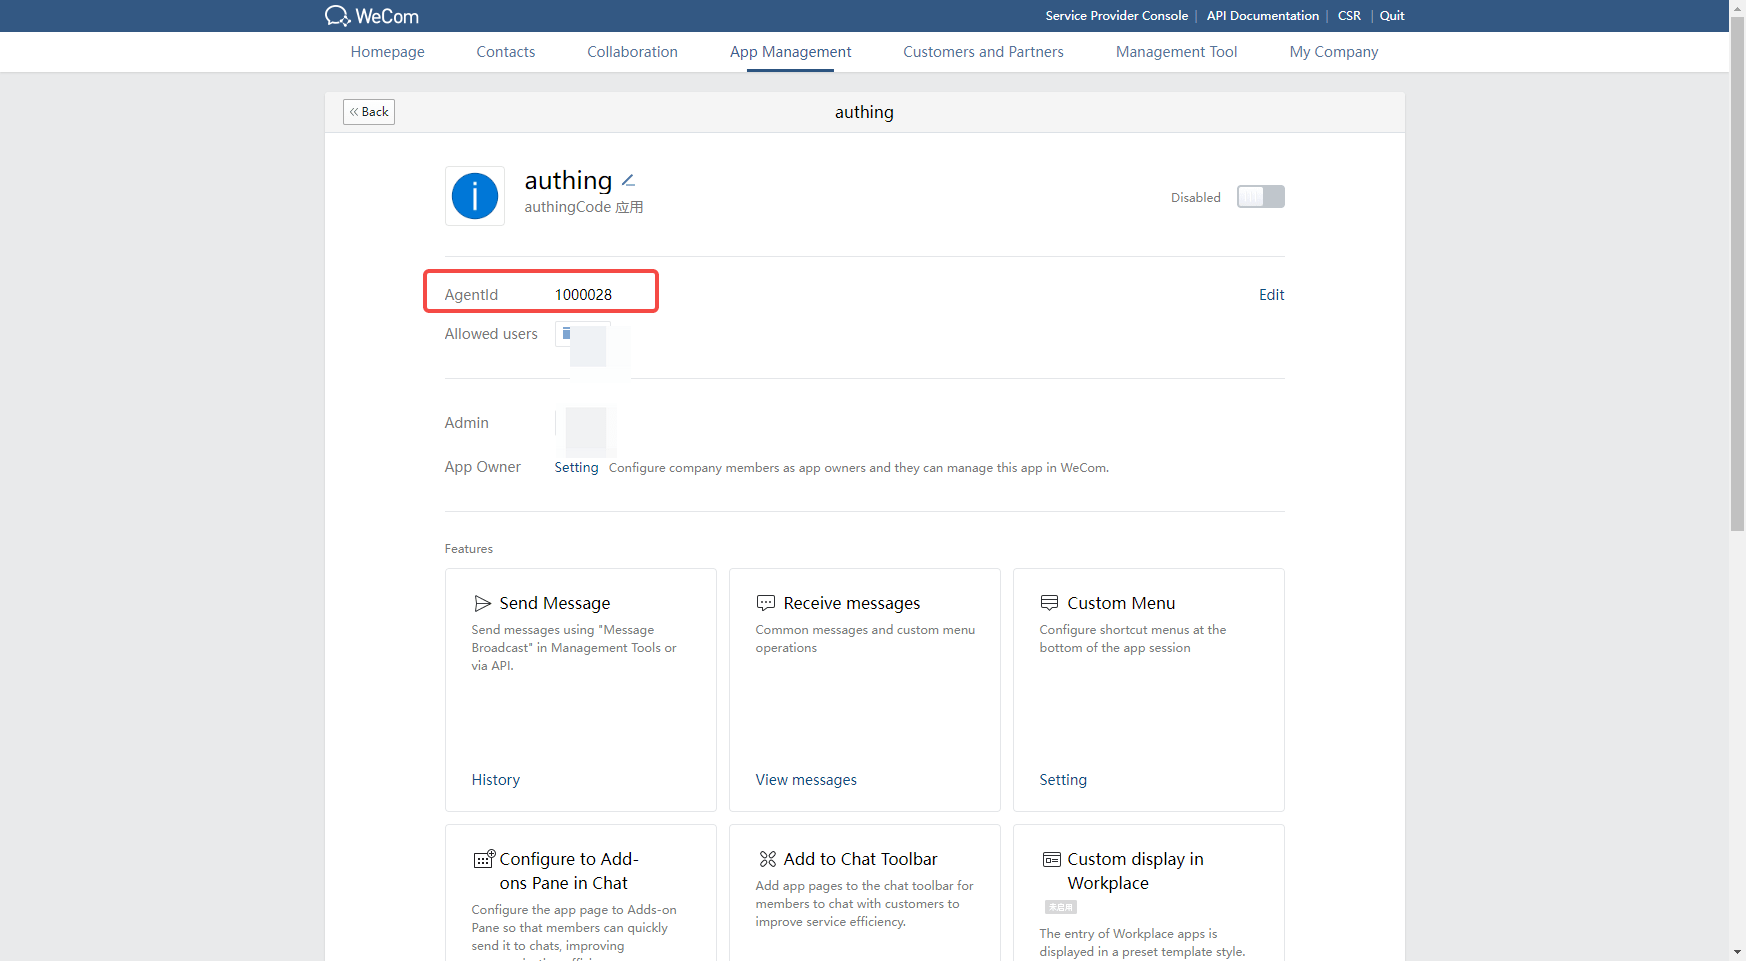 WeCom
Service Provider Console | API Documentation | CSR | Quit
Homepage Contacts Collaboration App Management Customers and Partners Management Tool My Company
« Back
authing
authing
authingCode 应用
Disabled
AgentId 1000028
Edit
Allowed users
Admin
App Owner Setting Configure company members as app owners and they can manage this app in WeCom.
Features
Send Message
Send messages using "Message
Broadcast" in Management Tools or
via API.
History
Receive messages
Common messages and custom menu
operations
View messages
Custom Menu
Configure shortcut menus at the
bottom of the app session
Setting
Configure to Add-
ons Pane in Chat
Configure the app page to Adds-on
Pane so that members can quickly
send it to chats, improving
Add to Chat Toolbar
Add app pages to the chat toolbar for
members to chat with customers to
improve service efficiency.
Custom display in
Workplace
未启用
The entry of Workplace apps is
displayed in a preset template style.